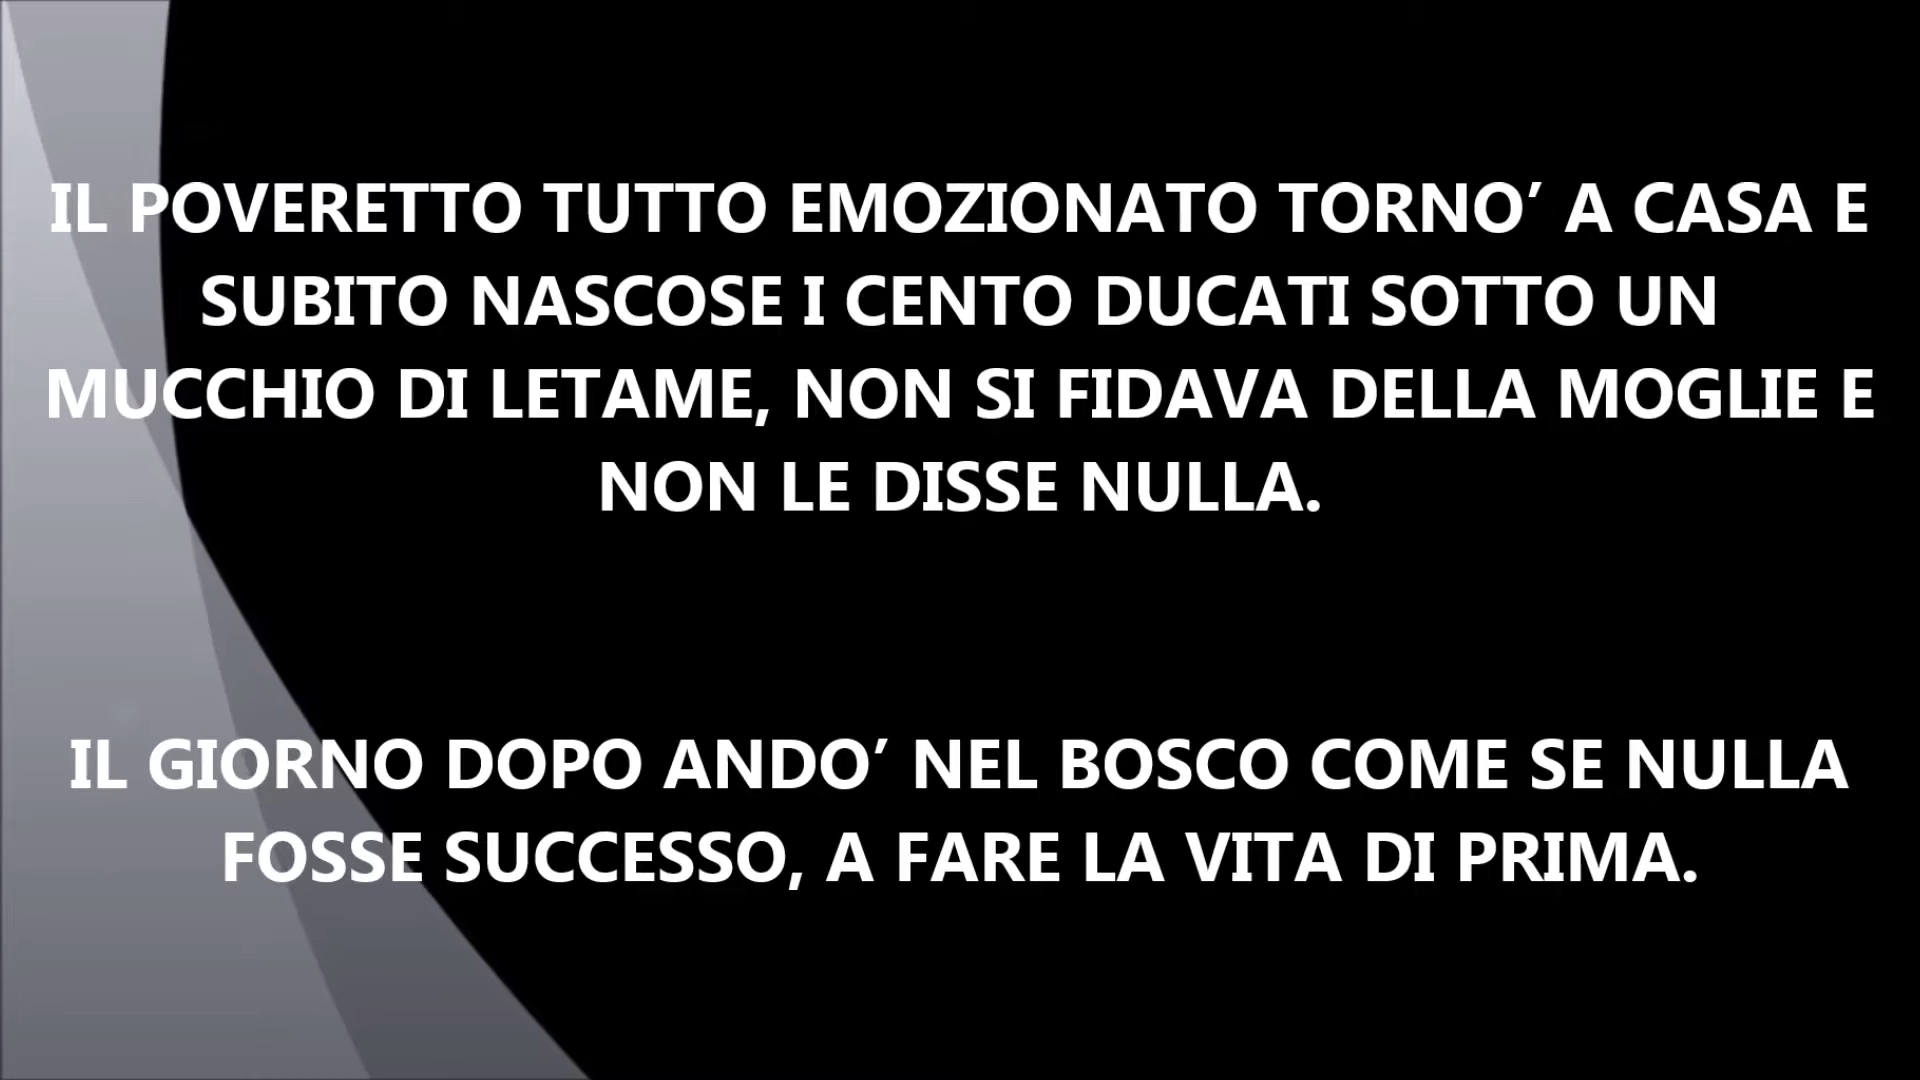 IL POVERETTO TUTTO EMOZIONATO TORNO’ A CASA E
SUBITO NASCOSE I CENTO DUCATI SOTTO UN
MUCCHIO DI LETAME, NON SI FIDAVA DELLA MOGLIE E
NON LE DISSE NULLA.
IL GIORNO DOPO ANDO’ NEL BOSCO COME SE NULLA
FOSSE SUCCESSO, A FARE LA VITA DI PRIMA.